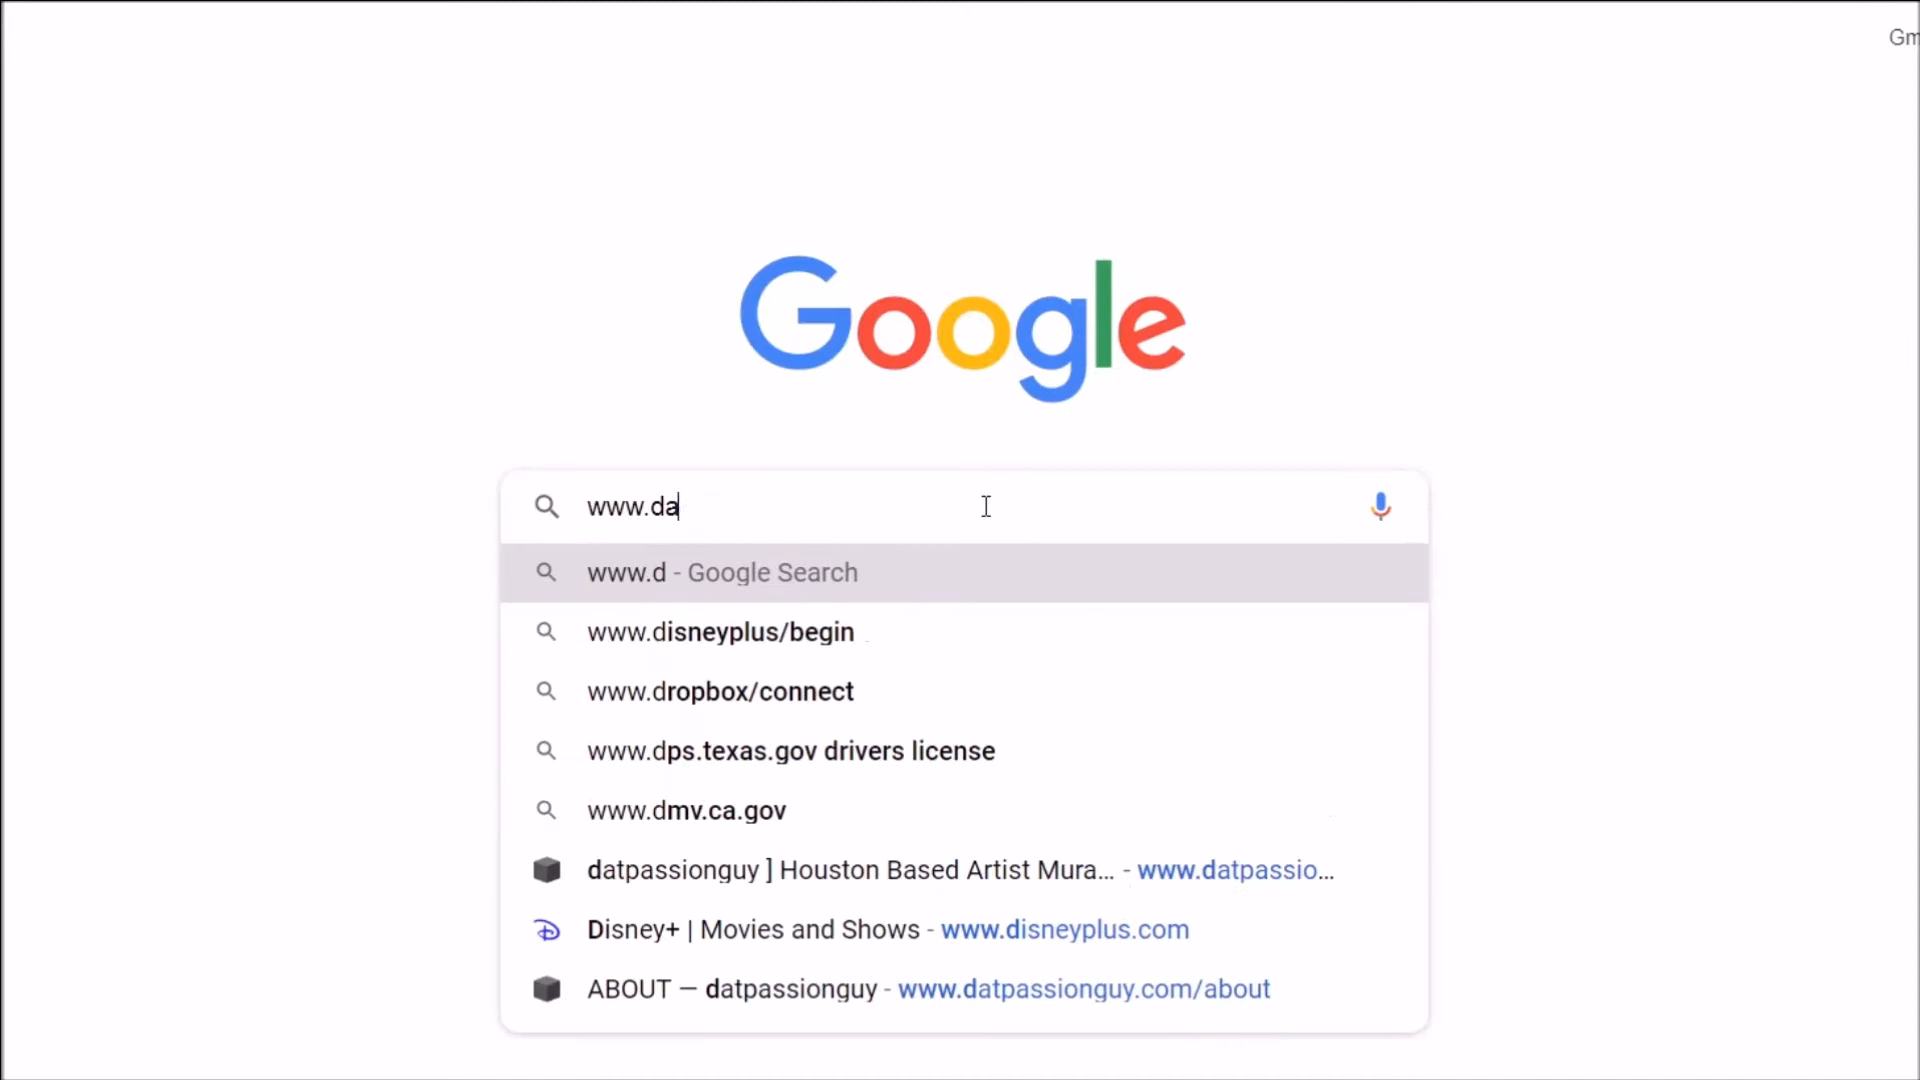 Gm
Google
www.da
www.d - Google Search
www.disneyplus/begin
www.dropbox/connect
www.dps.texas.gov drivers license
www.dmv.ca.gov
datpassionguy ] Houston Based Artist Mura... - www.datpassio...
Disney+ | Movies and Shows - www.disneyplus.com
ABOUT — datpassionguy - www.datpassionguy.com/about